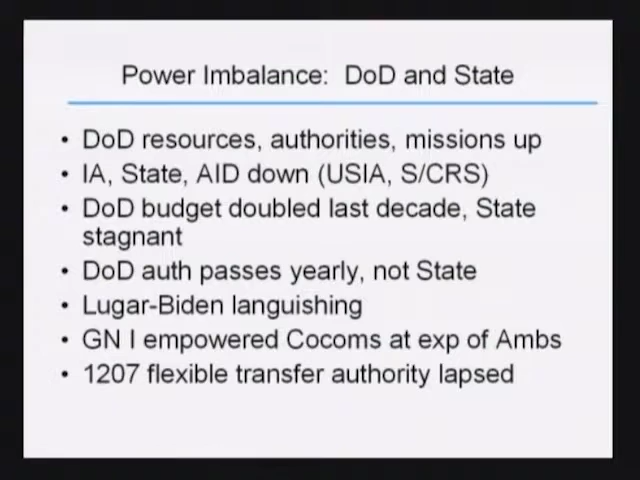 Power Imbalance: DoD and State
• DoD resources, authorities, missions up
• IA, State, AID down (USIA, S/CRS)
• DoD budget doubled last decade, State
stagnant
• DoD auth passes yearly, not State
• Lugar-Biden languishing
• GN I empowered Cocoms at exp of Ambs
• 1207 flexible transfer authority lapsed